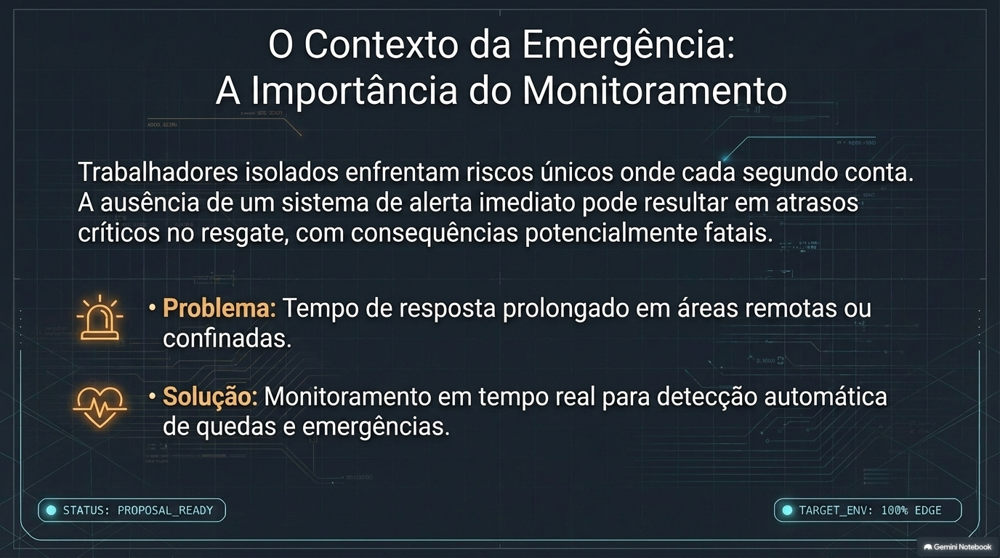 O Contexto da Emergência:
A Importância do Monitoramento
Trabalhadores isolados enfrentam riscos únicos onde cada segundo conta.
A ausência de um sistema de alerta imediato pode resultar em atrasos
críticos no resgate, com consequências potencialmente fatais.
• Problema: Tempo de resposta prolongado em áreas remotas ou
confinadas.
• Solução: Monitoramento em tempo real para detecção automática
de quedas e emergências.
STATUS: PROPOSAL_READY
TARGET_ENV: 100% EDGE
Gemini Notebook